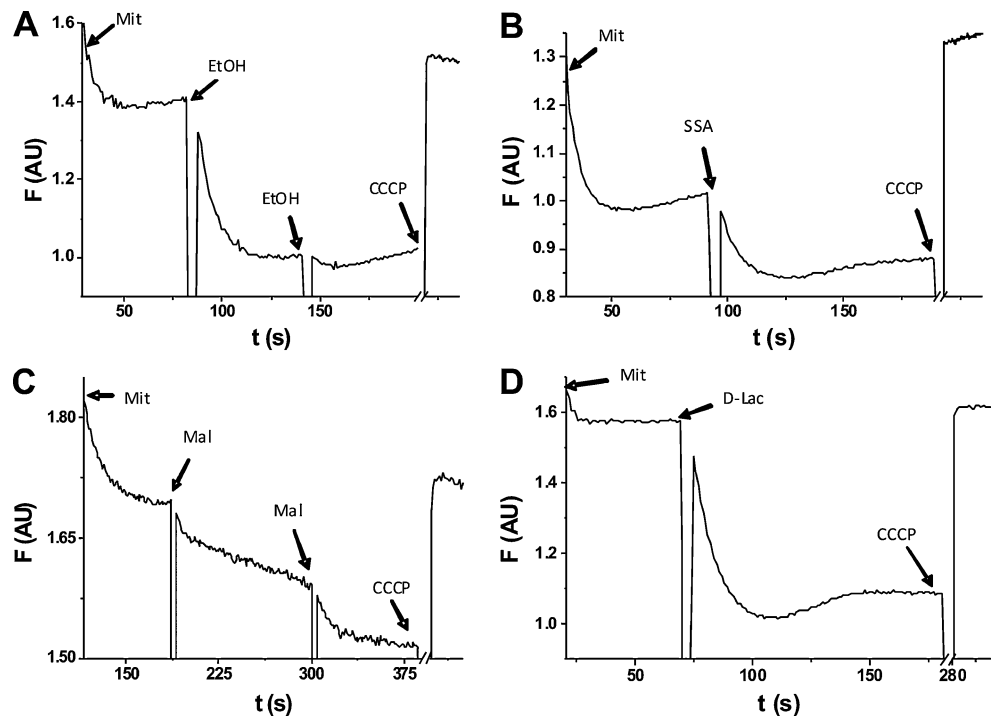 A
F (AU)
1.6
1.4
1.2
1.0
Mit
EtOH
EtOH
CCCP
50
100
150
t (s)
B
F (AU)
1.3
1.2
1.3
1.0
0.9
0.8
Mit
SSA
CCCP
50
100
150
t (s)
C
F (AU)
1.80
1.65
1.50
Mit
Mal
Mal
CCCP
150
225
300
375
t (s)
D
F (AU)
1.6
1.4
1.2
1.0
Mit
D-Lac
CCCP
50
100
150
280
t (s)